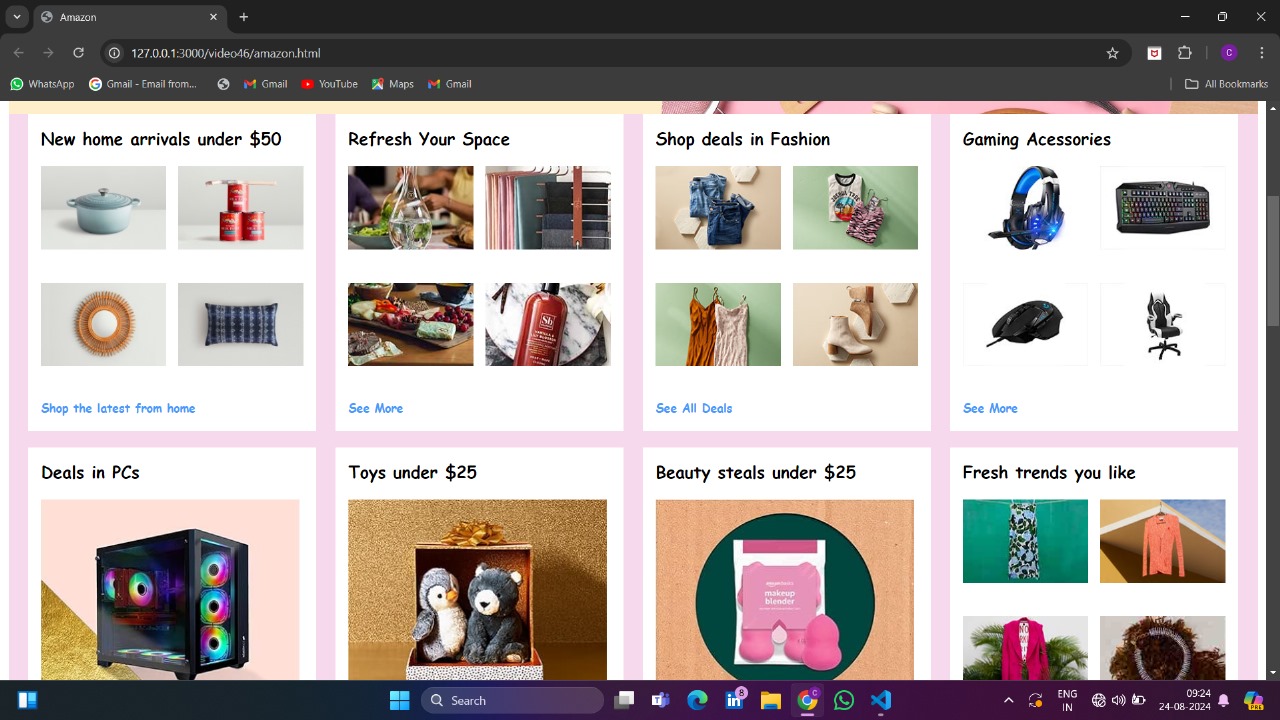 Amazon
127.0.0.1:3000/video46/amazon.html
C
WhatsApp
Gmail - Email from...
Gmail
YouTube
Maps
Gmail
All Bookmarks
New home arrivals under $50
Refresh Your Space
Shop deals in Fashion
Gaming Acessories
Shop the latest from home
See More
See All Deals
See More
Deals in PCs
Toys under $25
Beauty steals under $25
Fresh trends you like
makeup
blender
Search
8
C
PRE
ENG
IN
09:24
24-08-2024